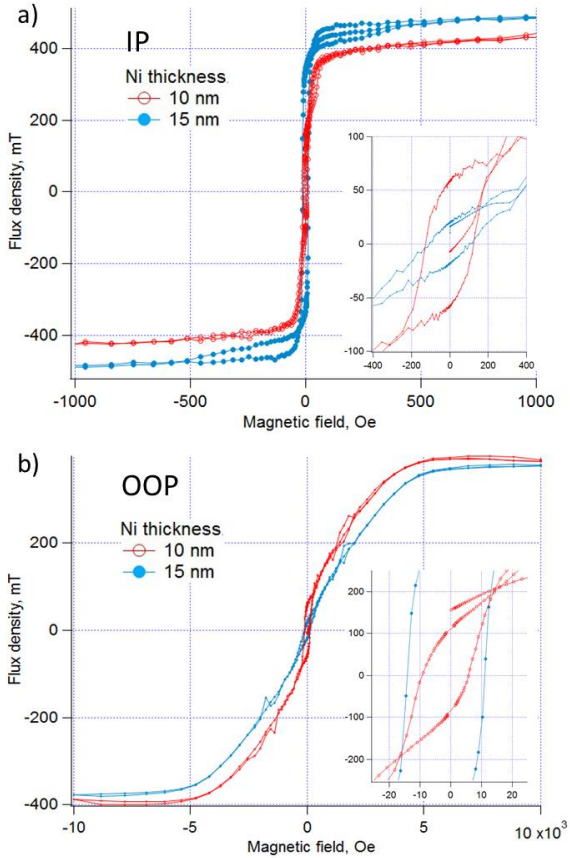 a)
IP
Ni thickness
10 nm
15 nm
Flux density, mT
400
200
0
-200
-400
-1000 -500 0 500 1000
Magnetic field, Oe
100
50
0
-50
-100
-400 -200 0 200 400
b)
OOP
Ni thickness
10 nm
15 nm
Flux density, mT
200
0
-200
-400
-10 -5 0 5 10 x10³
Magnetic field, Oe
200
100
0
-100
-200
-20 -10 0 10 20